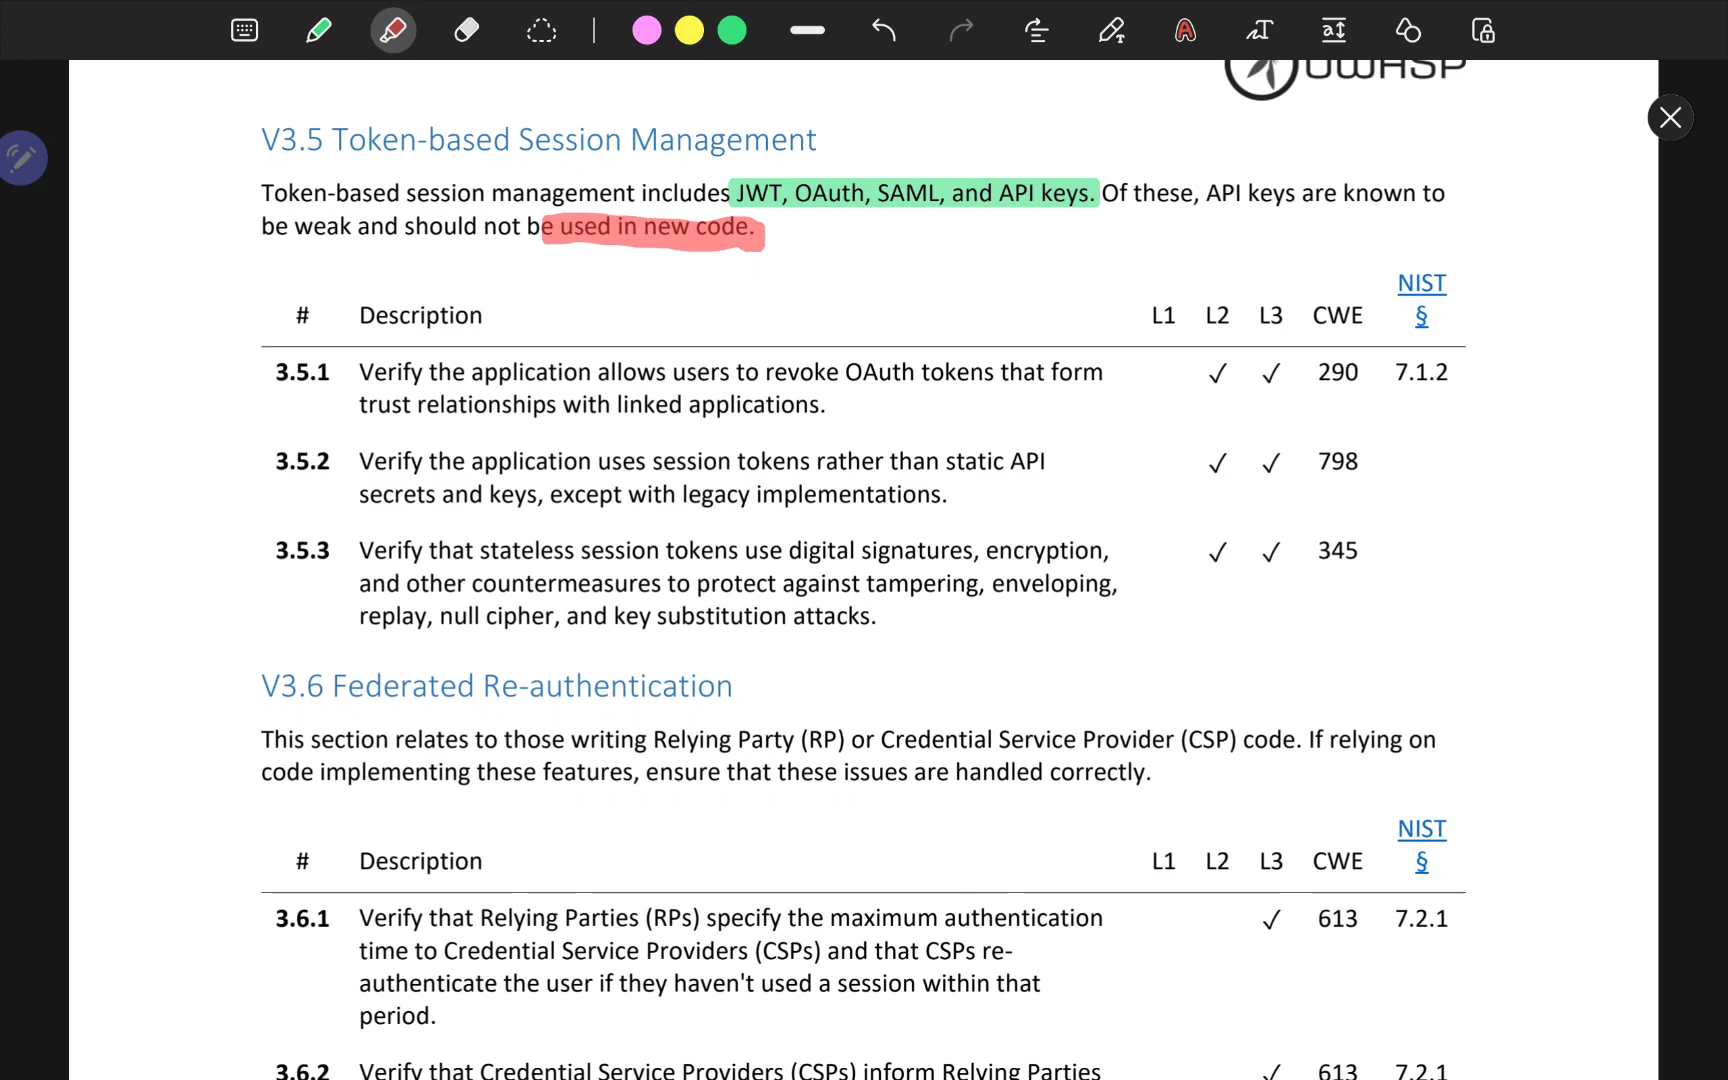 OWASP
V3.5 Token-based Session Management
Token-based session management includes JWT, OAuth, SAML, and API keys. Of these, API keys are known to
be weak and should not be used in new code.
# Description L1 L2 L3 CWE NIST §
3.5.1 Verify the application allows users to revoke OAuth tokens that form ✓ ✓ 290 7.1.2
trust relationships with linked applications.
3.5.2 Verify the application uses session tokens rather than static API ✓ ✓ 798
secrets and keys, except with legacy implementations.
3.5.3 Verify that stateless session tokens use digital signatures, encryption, ✓ ✓ 345
and other countermeasures to protect against tampering, enveloping,
replay, null cipher, and key substitution attacks.
V3.6 Federated Re-authentication
This section relates to those writing Relying Party (RP) or Credential Service Provider (CSP) code. If relying on
code implementing these features, ensure that these issues are handled correctly.
# Description L1 L2 L3 CWE NIST §
3.6.1 Verify that Relying Parties (RPs) specify the maximum authentication ✓ 613 7.2.1
time to Credential Service Providers (CSPs) and that CSPs re-
authenticate the user if they haven't used a session within that
period.
3.6.2 Verify that Credential Service Providers (CSPs) inform Relying Parties ✓ 613 7.2.1